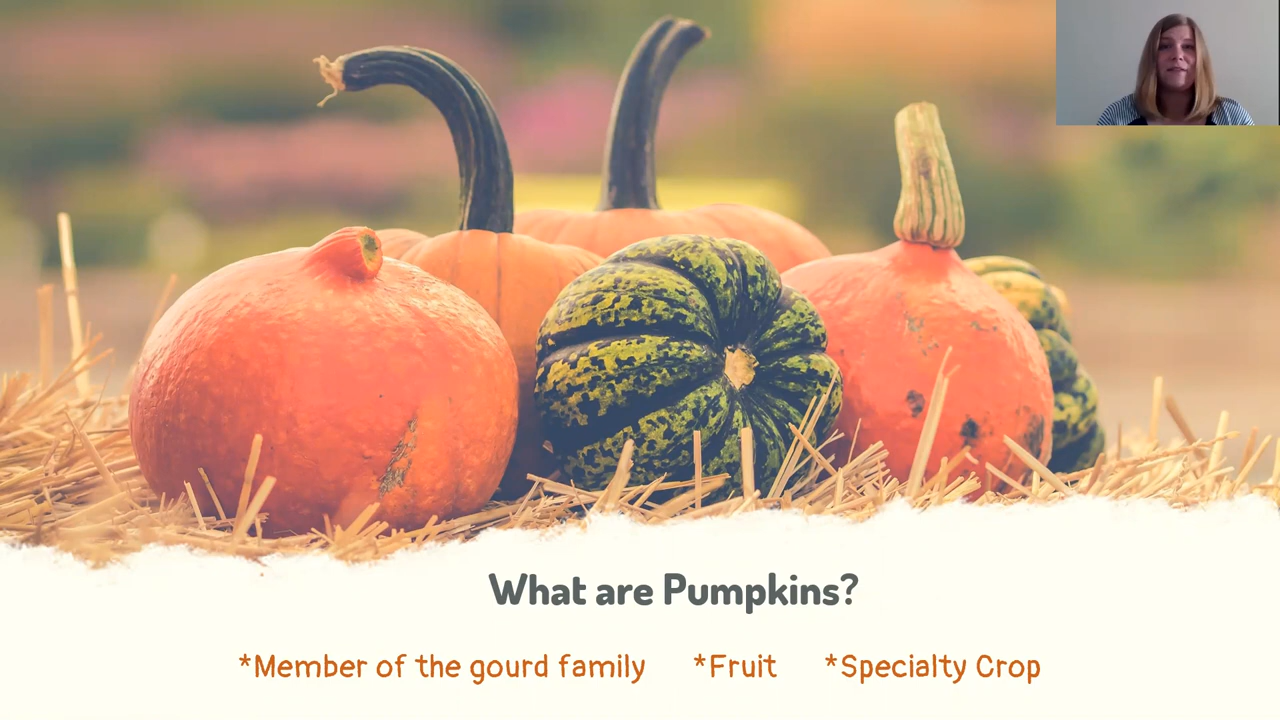 What are Pumpkins?
*Member of the gourd family *Fruit *Specialty Crop